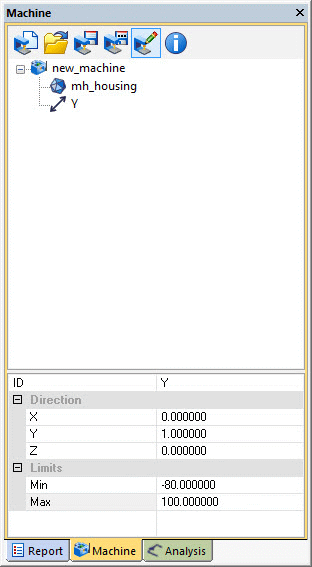 Machine
new_machine
mh_housing
Y
ID Y
Direction
X 0.000000
Y 1.000000
Z 0.000000
Limits
Min -80.000000
Max 100.000000
Report Machine Analysis